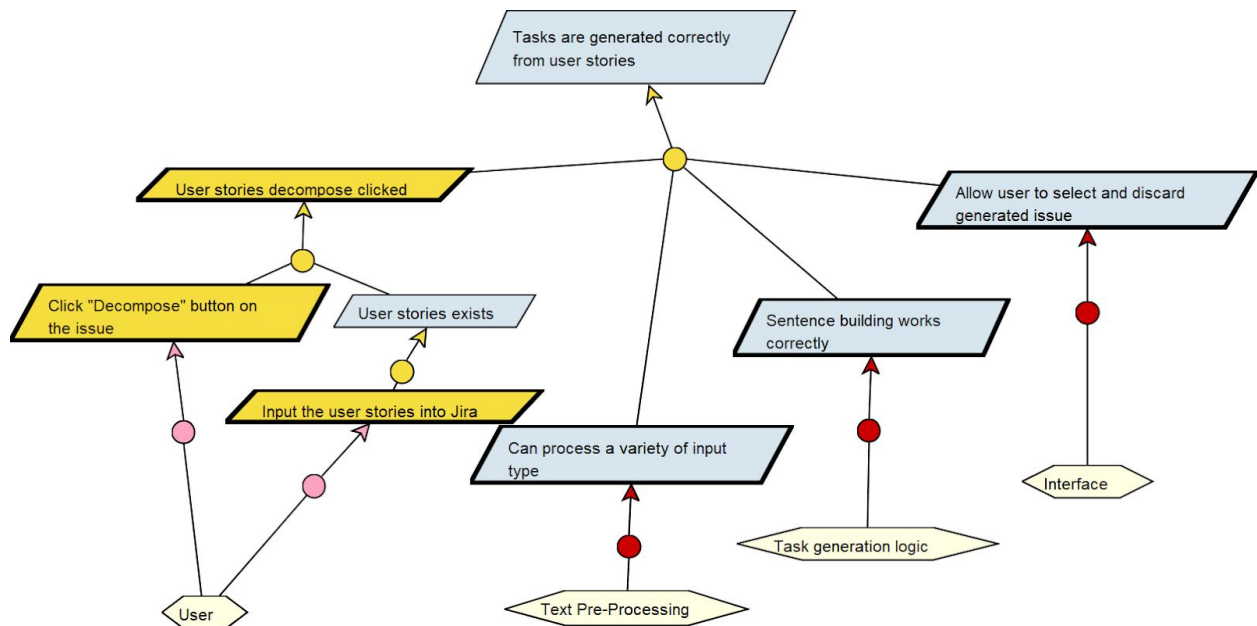 Tasks are generated correctly
from user stories
User stories decompose clicked
Allow user to select and discard
generated issue
Click "Decompose" button on
the issue
User stories exists
Sentence building works
correctly
Input the user stories into Jira
Can process a variety of input
type
Interface
Task generation logic
Text Pre-Processing
User